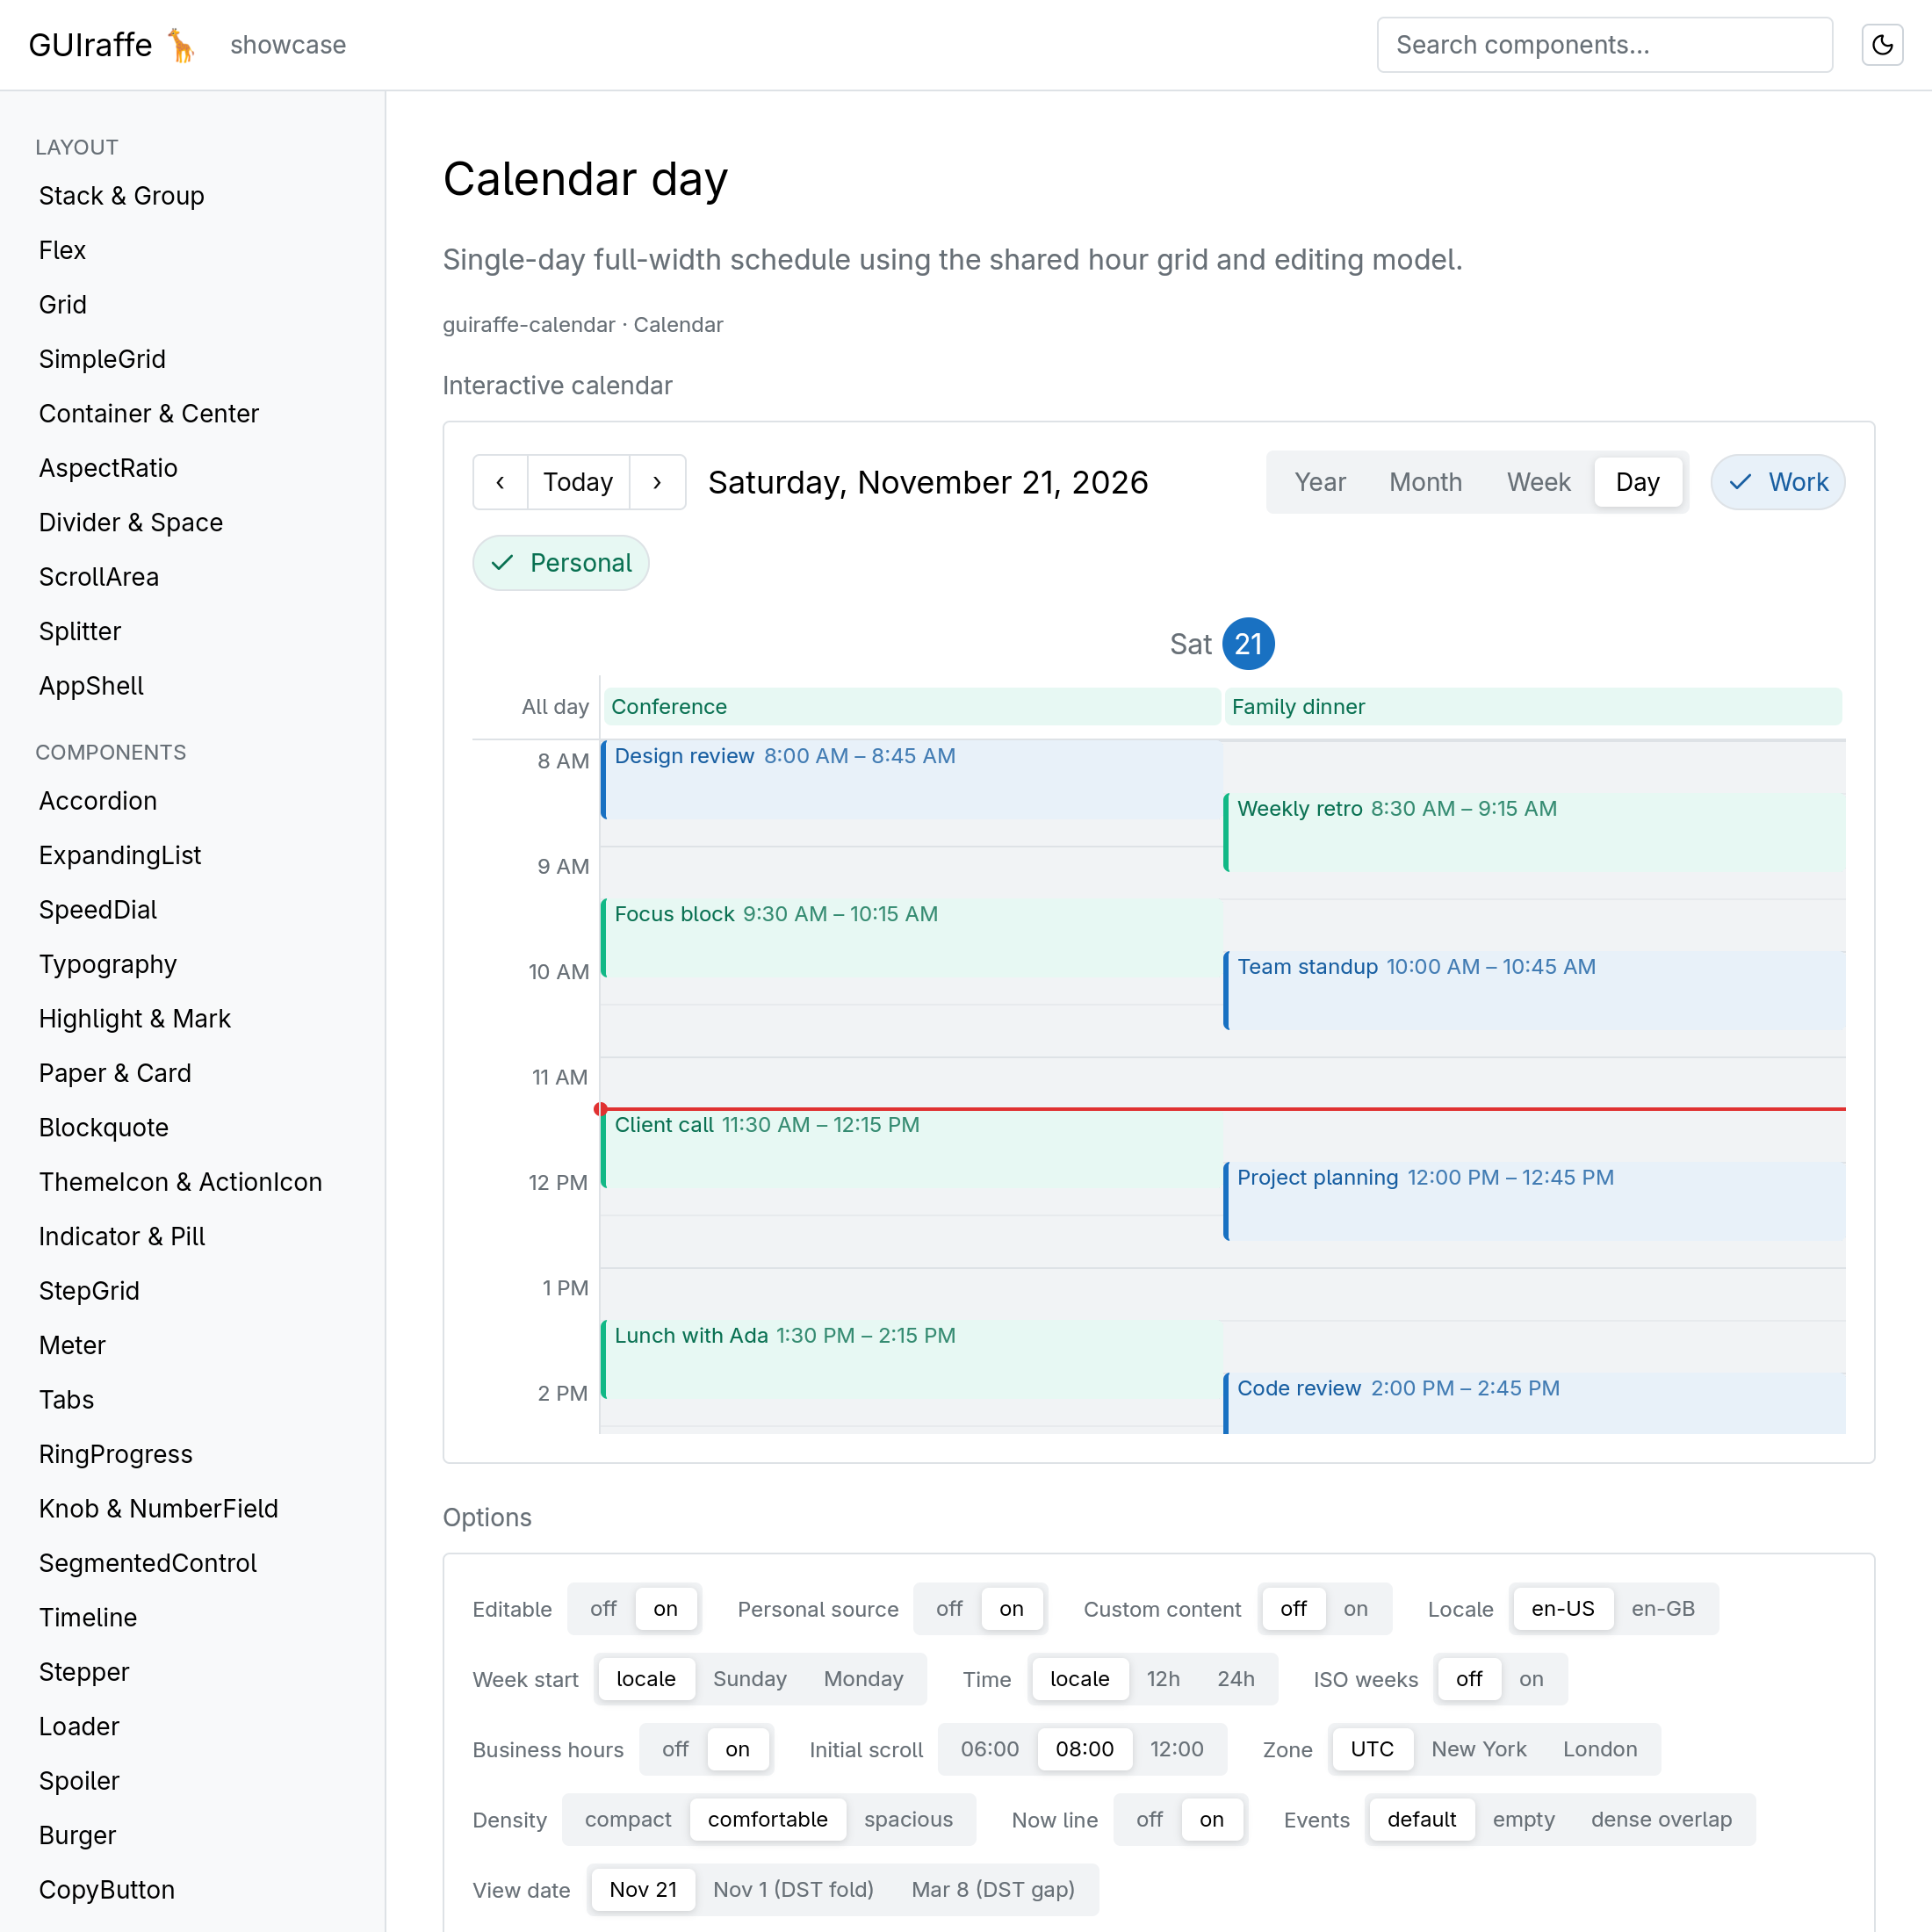 GUIraffe 🦒 showcase
Search components...
LAYOUT
Stack & Group
Flex
Grid
SimpleGrid
Container & Center
AspectRatio
Divider & Space
ScrollArea
Splitter
AppShell
COMPONENTS
Accordion
ExpandingList
SpeedDial
Typography
Highlight & Mark
Paper & Card
Blockquote
ThemeIcon & ActionIcon
Indicator & Pill
StepGrid
Meter
Tabs
RingProgress
Knob & NumberField
SegmentedControl
Timeline
Stepper
Loader
Spoiler
Burger
CopyButton
Calendar day
Single-day full-width schedule using the shared hour grid and editing model.
guiraffe-calendar · Calendar
Interactive calendar
‹ Today › Saturday, November 21, 2026 Year Month Week Day Work
Personal
Sat 21
All day Conference Family dinner
8 AM Design review 8:00 AM – 8:45 AM
Weekly retro 8:30 AM – 9:15 AM
9 AM
Focus block 9:30 AM – 10:15 AM
10 AM Team standup 10:00 AM – 10:45 AM
11 AM
Client call 11:30 AM – 12:15 PM
12 PM Project planning 12:00 PM – 12:45 PM
1 PM
Lunch with Ada 1:30 PM – 2:15 PM
2 PM Code review 2:00 PM – 2:45 PM
Options
Editable off on Personal source off on Custom content off on Locale en-US en-GB
Week start locale Sunday Monday Time locale 12h 24h ISO weeks off on
Business hours off on Initial scroll 06:00 08:00 12:00 Zone UTC New York London
Density compact comfortable spacious Now line off on Events default empty dense overlap
View date Nov 21 Nov 1 (DST fold) Mar 8 (DST gap)